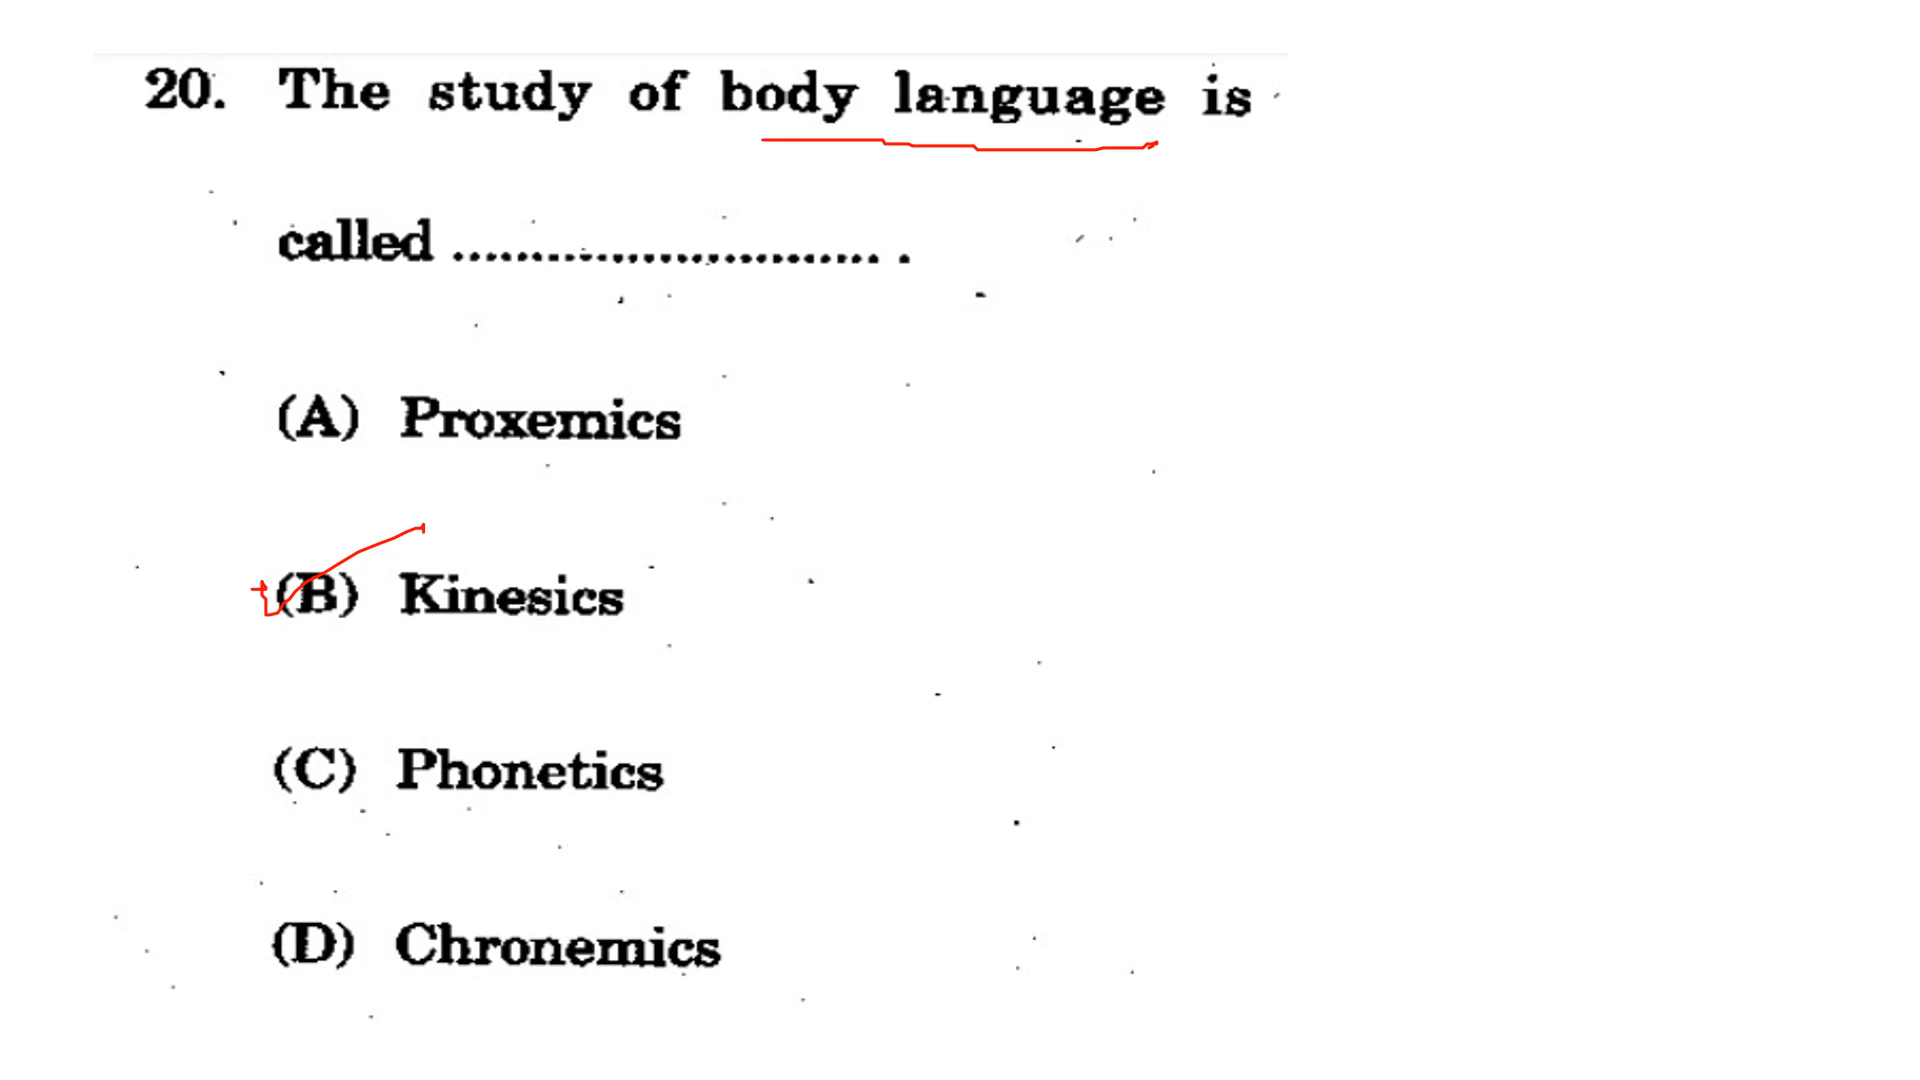 20. The study of body language is
called ............................ .
(A) Proxemics
(B) Kinesics
(C) Phonetics
(D) Chronemics